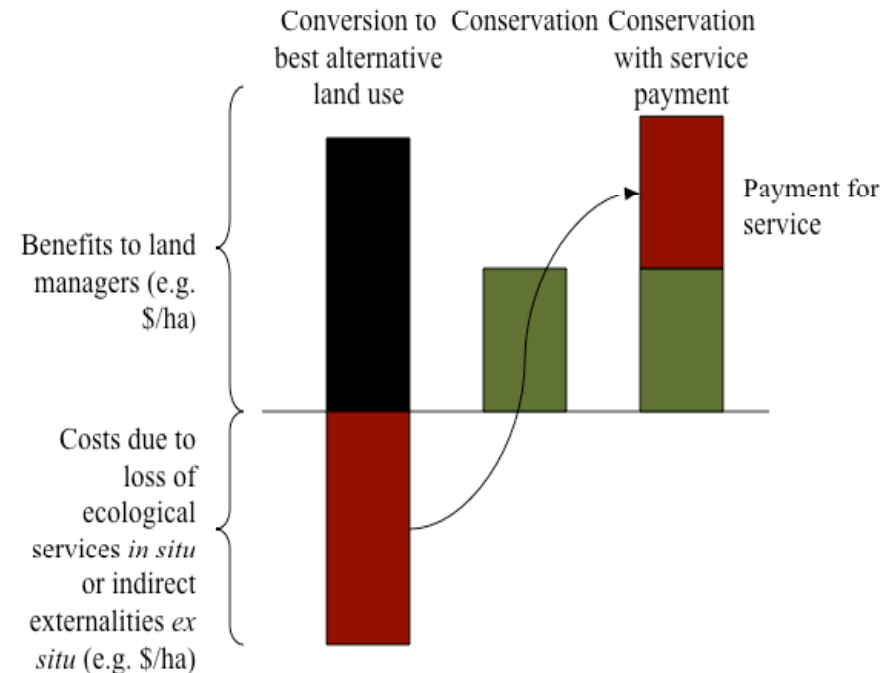 Conversion to
best alternative
land use
Conservation
Conservation
with service
payment
Payment for
service
Benefits to land
managers (e.g.
$/ha)
Costs due to
loss of
ecological
services in situ
or indirect
externalities ex
situ (e.g. $/ha)